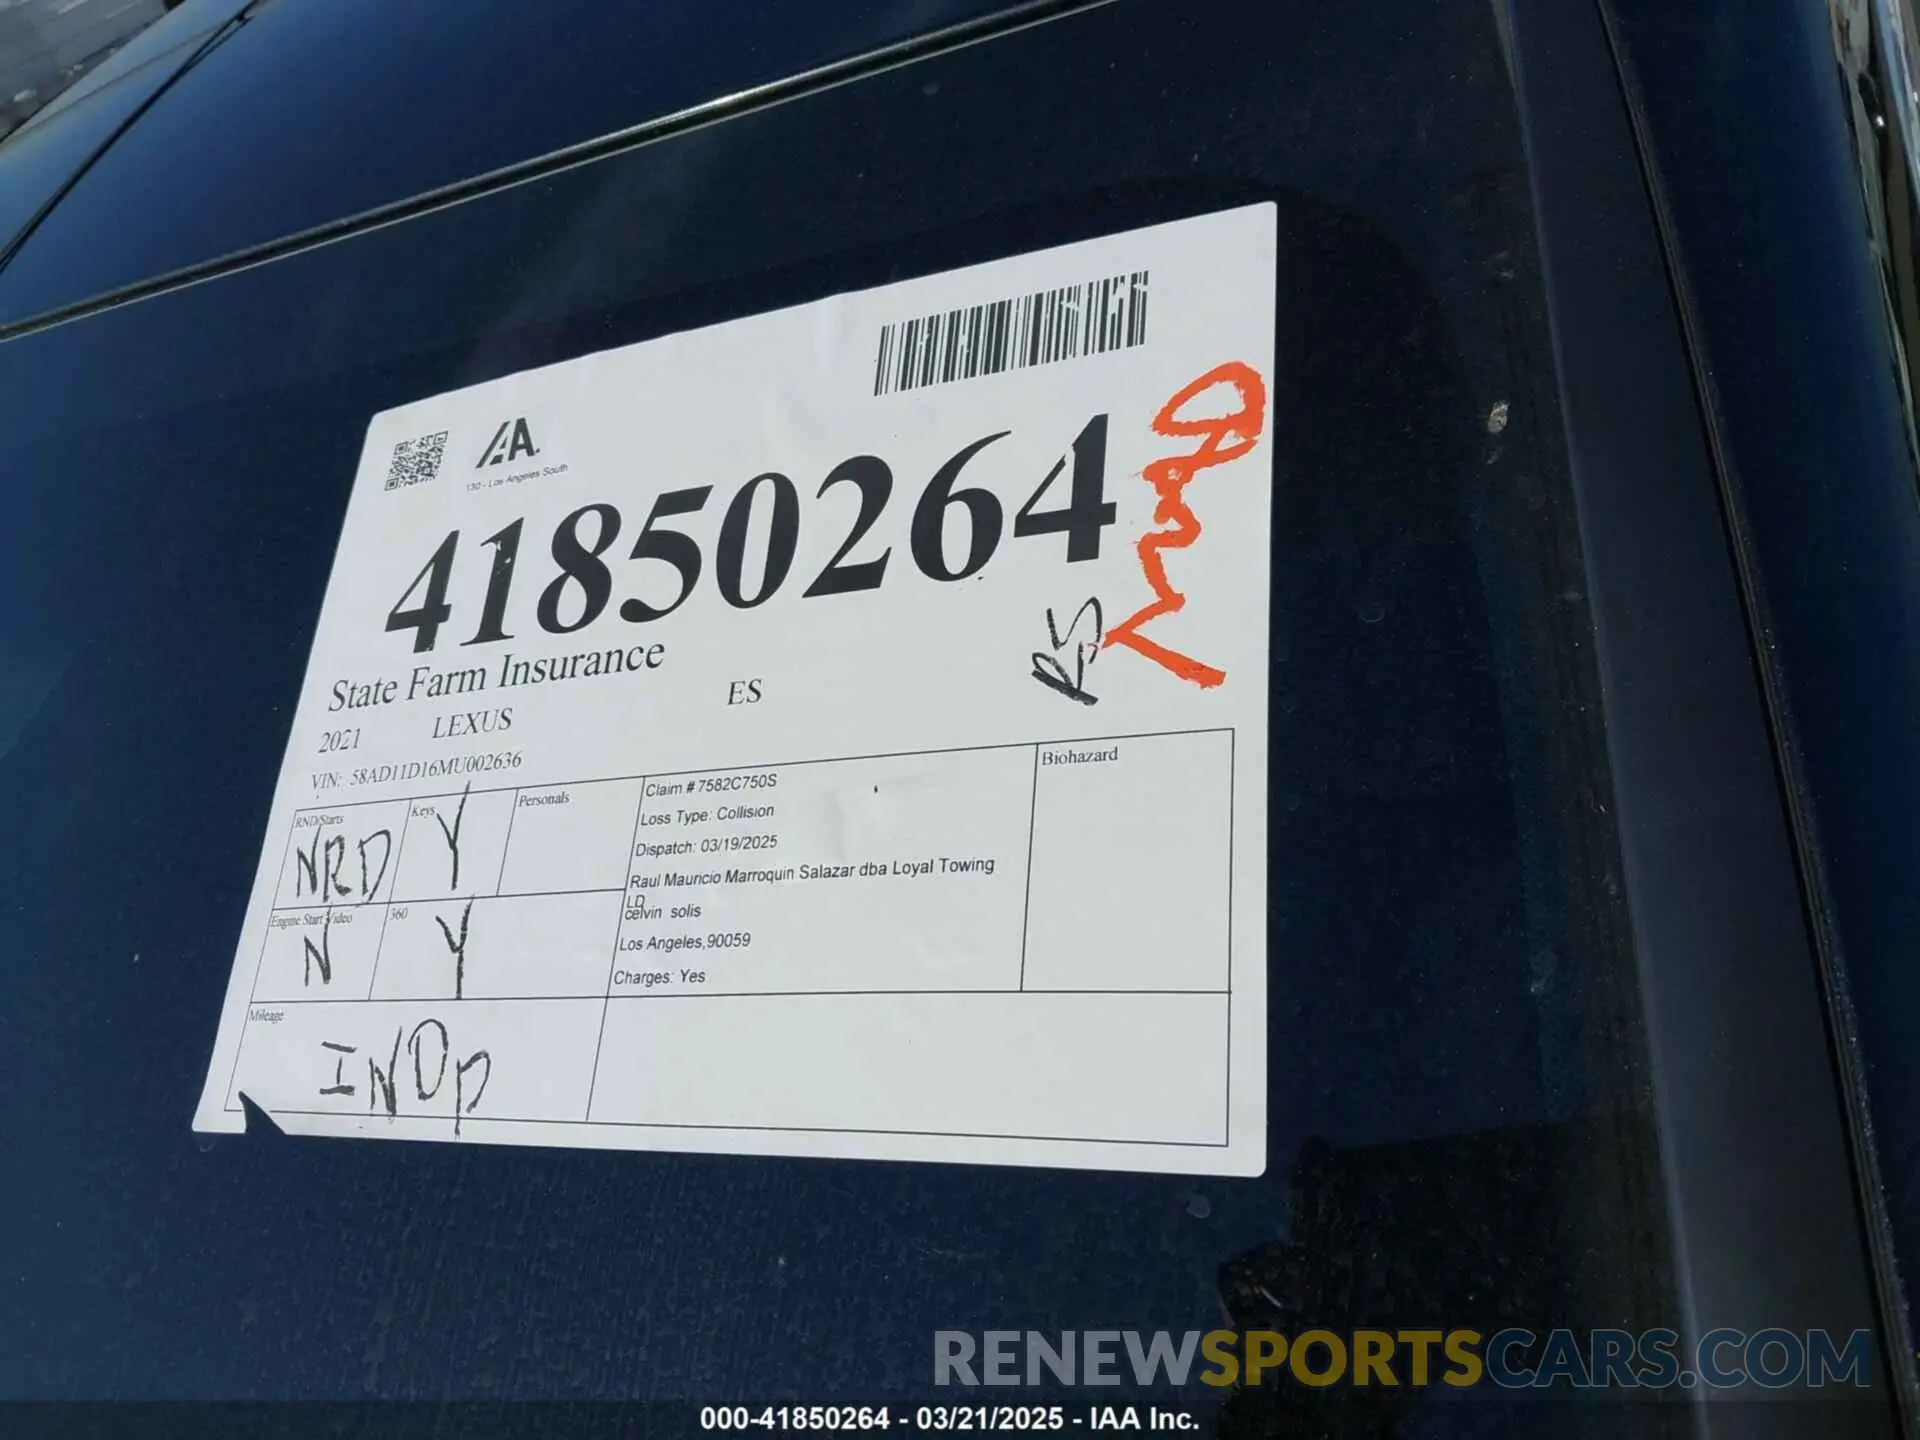 IAA.
130 - Los Angeles South
41850264
State Farm Insurance
2021 LEXUS ES
VIN: 58AD11D16MU002636
RS
RND/Starts
NRD
Keys
Y
Personals
Engine Start Video
N
360
Y
Claim # 7582C750S
Loss Type: Collision
Dispatch: 03/19/2025
Raul Mauricio Marroquin Salazar dba Loyal Towing
LD
celvin solis
Los Angeles,90059
Charges: Yes
Biohazard
Mileage
INOP
RENEWSPORTSCARS.COM
000-41850264 - 03/21/2025 - IAA Inc.